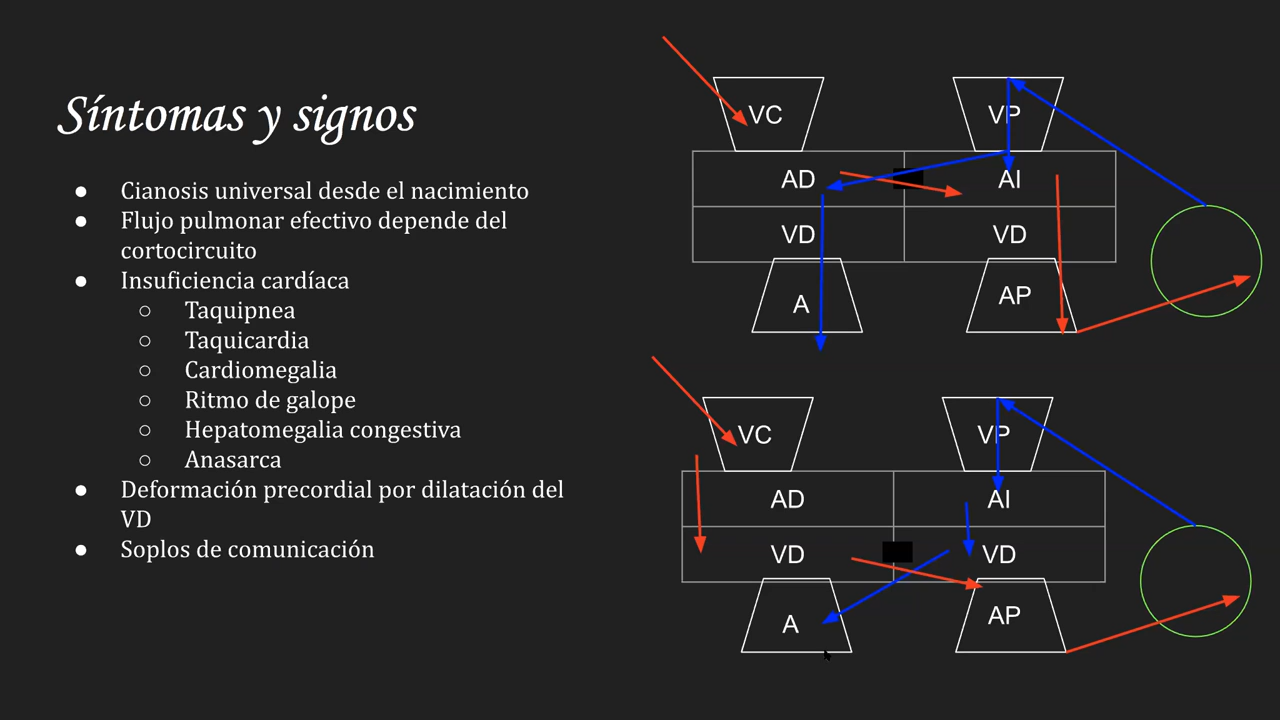 Síntomas y signos
● Cianosis universal desde el nacimiento
● Flujo pulmonar efectivo depende del
cortocircuito
● Insuficiencia cardíaca
○ Taquipnea
○ Taquicardia
○ Cardiomegalia
○ Ritmo de galope
○ Hepatomegalia congestiva
○ Anasarca
● Deformación precordial por dilatación del
VD
● Soplos de comunicación
VC VP
AD AI
VD VD
A AP
VC VP
AD AI
VD VD
A AP